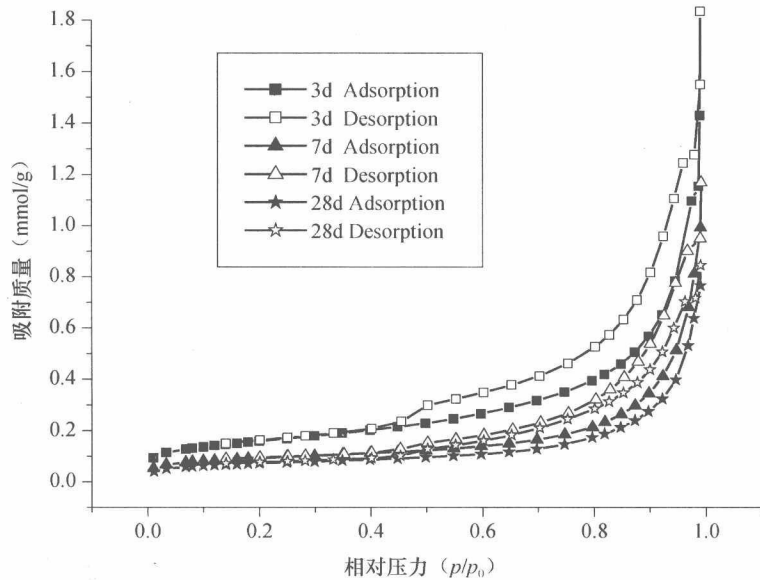 1.8
1.6
1.4
1.2
1.0
0.8
0.6
0.4
0.2
0.0
吸附质量（mmol/g）
3d Adsorption
3d Desorption
7d Adsorption
7d Desorption
28d Adsorption
28d Desorption
0.0 0.2 0.4 0.6 0.8 1.0
相对压力（p/p₀）